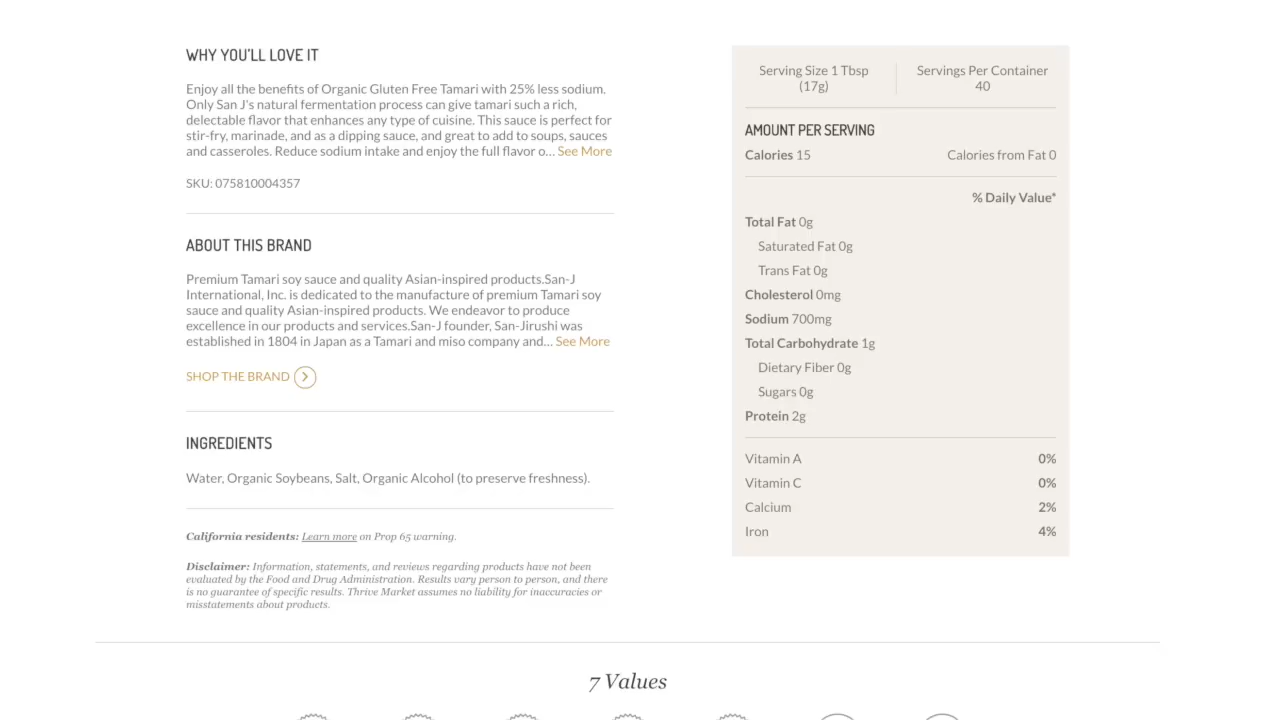 WHY YOU'LL LOVE IT
Enjoy all the benefits of Organic Gluten Free Tamari with 25% less sodium.
Only San J's natural fermentation process can give tamari such a rich,
delectable flavor that enhances any type of cuisine. This sauce is perfect for
stir-fry, marinade, and as a dipping sauce, and great to add to soups, sauces
and casseroles. Reduce sodium intake and enjoy the full flavor o... See More
SKU: 075810004357
ABOUT THIS BRAND
Premium Tamari soy sauce and quality Asian-inspired products.San-J
International, Inc. is dedicated to the manufacture of premium Tamari soy
sauce and quality Asian-inspired products. We endeavor to produce
excellence in our products and services.San-J founder, San-Jirushi was
established in 1804 in Japan as a Tamari and miso company and... See More
SHOP THE BRAND
INGREDIENTS
Water, Organic Soybeans, Salt, Organic Alcohol (to preserve freshness).
California residents: Learn more on Prop 65 warning.
Disclaimer: Information, statements, and reviews regarding products have not been
evaluated by the Food and Drug Administration. Results vary person to person, and there
is no guarantee of specific results. Thrive Market assumes no liability for inaccuracies or
misstatements about products.
Serving Size 1 Tbsp
(17g)
Servings Per Container
40
AMOUNT PER SERVING
Calories 15 Calories from Fat 0
% Daily Value*
Total Fat 0g
Saturated Fat 0g
Trans Fat 0g
Cholesterol 0mg
Sodium 700mg
Total Carbohydrate 1g
Dietary Fiber 0g
Sugars 0g
Protein 2g
Vitamin A 0%
Vitamin C 0%
Calcium 2%
Iron 4%
7 Values